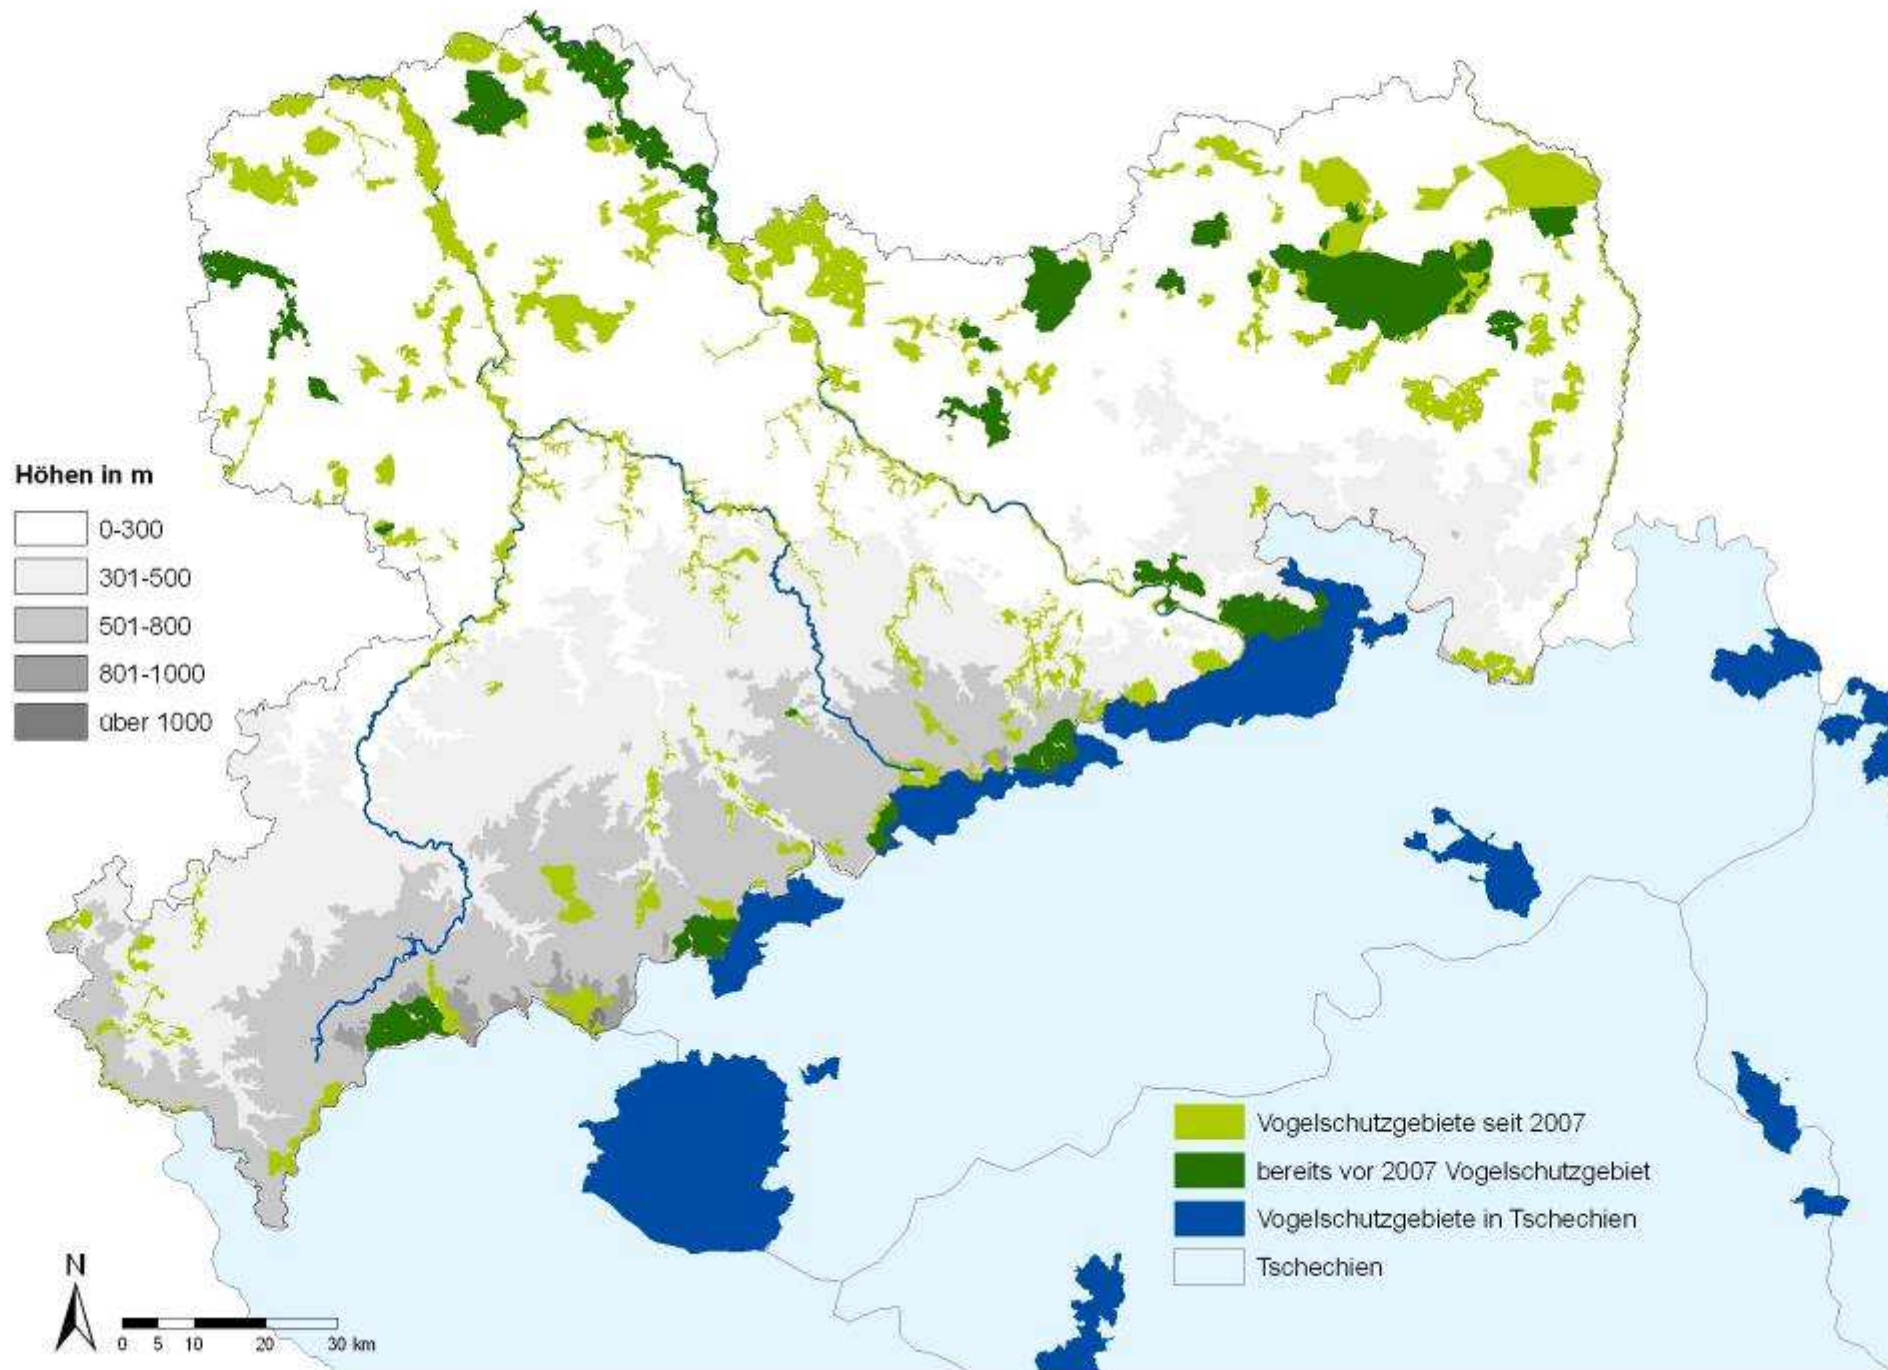 Höhen in m
0-300
301-500
501-800
801-1000
über 1000
Vogelschutzgebiete seit 2007
bereits vor 2007 Vogelschutzgebiet
Vogelschutzgebiete in Tschechien
Tschechien
N
0 5 10 20 30 km